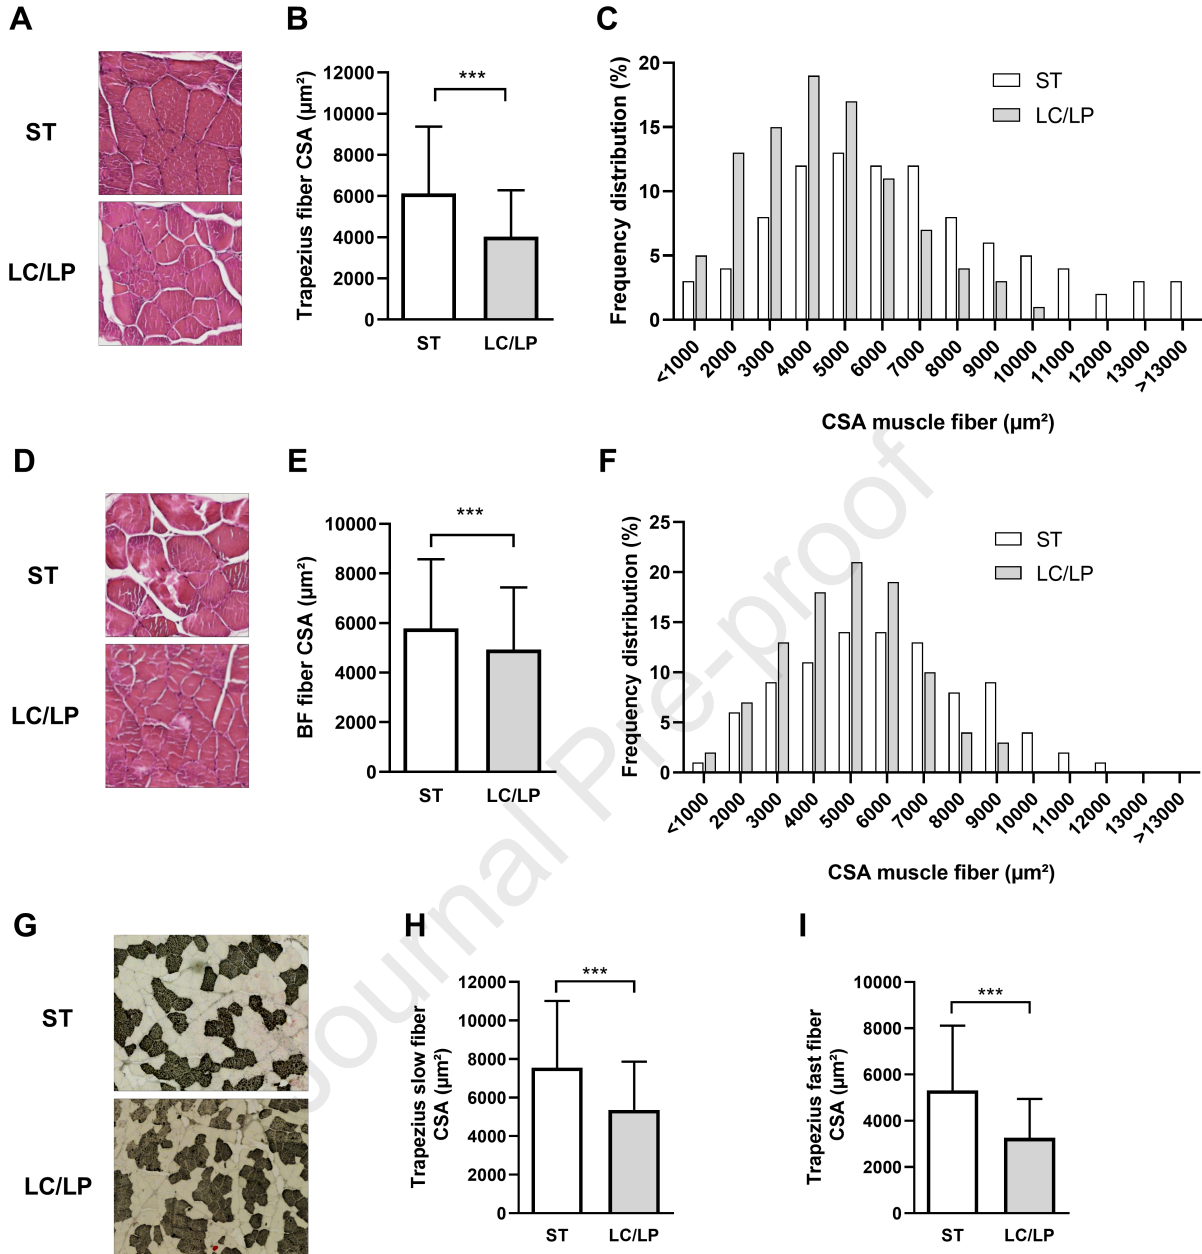 A
ST
LC/LP
B
Trapezius fiber CSA (µm²)
12000
10000
8000
6000
4000
2000
0
***
ST
LC/LP
C
Frequency distribution (%)
20
15
10
5
0
ST
LC/LP
<1000
2000
3000
4000
5000
6000
7000
8000
9000
10000
11000
12000
13000
>13000
CSA muscle fiber (µm²)
D
ST
LC/LP
E
BF fiber CSA (µm²)
10000
8000
6000
4000
2000
0
***
ST
LC/LP
F
Frequency distribution (%)
25
20
15
10
5
0
ST
LC/LP
<1000
2000
3000
4000
5000
6000
7000
8000
9000
10000
11000
12000
13000
>13000
CSA muscle fiber (µm²)
G
ST
LC/LP
H
Trapezius slow fiber
CSA (µm²)
12000
10000
8000
6000
4000
2000
0
***
ST
LC/LP
I
Trapezius fast fiber
CSA (µm²)
10000
8000
6000
4000
2000
0
***
ST
LC/LP
Journal Pre-proof